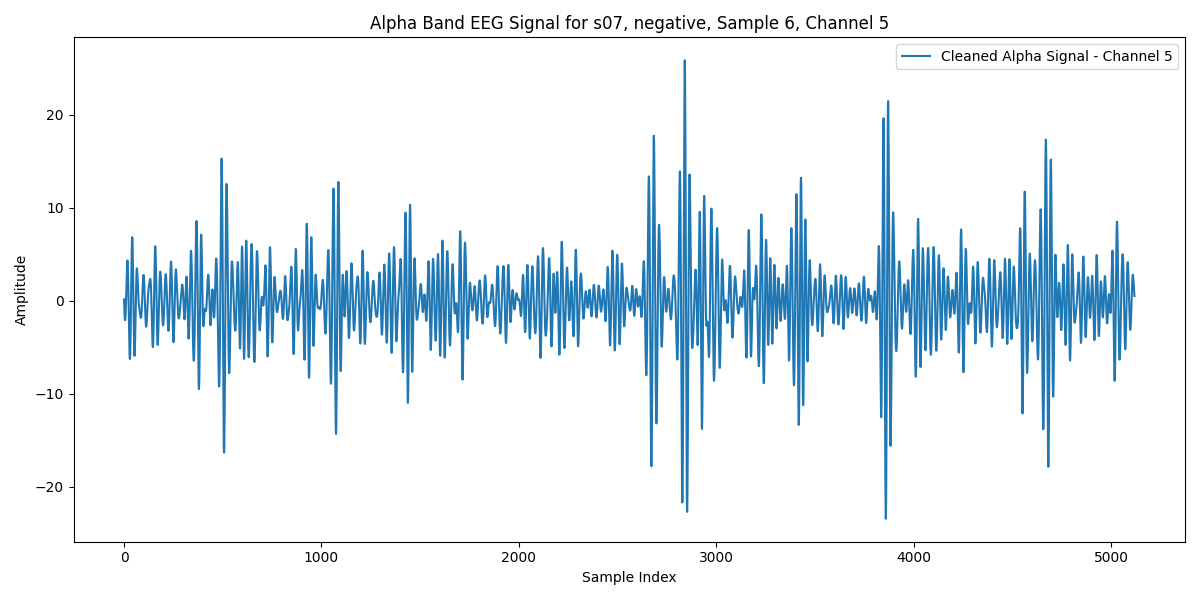 Alpha Band EEG Signal for s07, negative, Sample 6, Channel 5
Cleaned Alpha Signal - Channel 5
Amplitude
20
10
0
−10
−20
0 1000 2000 3000 4000 5000
Sample Index